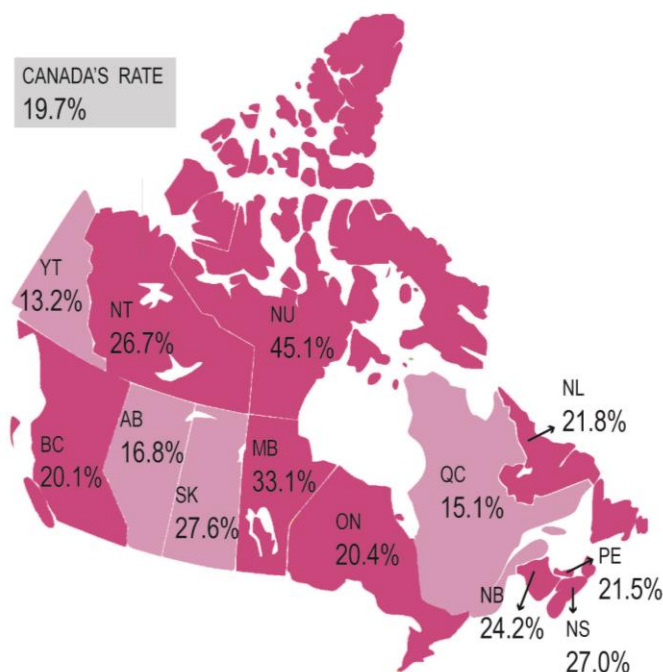 CANADA'S RATE
19.7%
YT
13.2%
NT
26.7%
NU
45.1%
NL
21.8%
BC
20.1%
AB
16.8%
SK
27.6%
MB
33.1%
ON
20.4%
QC
15.1%
PE
21.5%
NB
24.2%
NS
27.0%